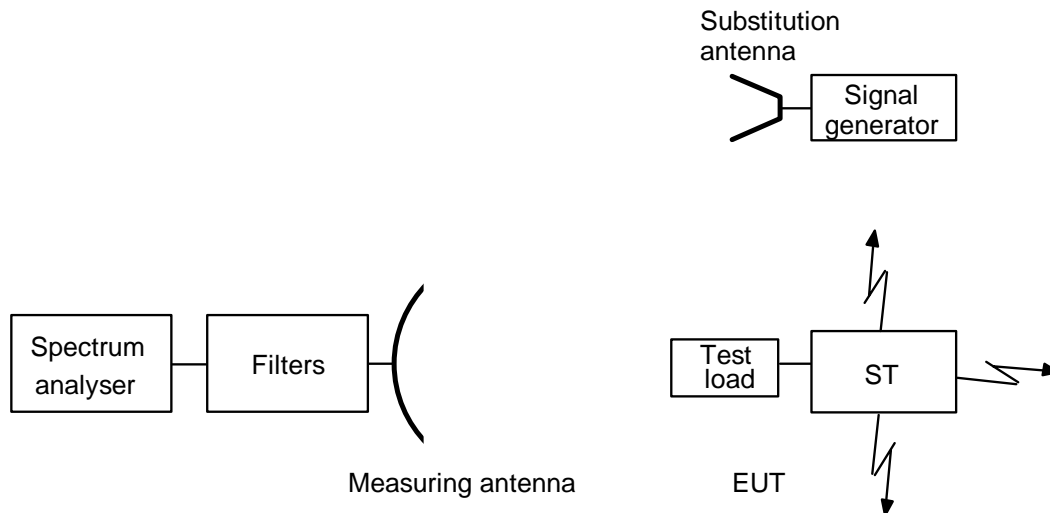 Substitution
antenna
Signal
generator
Spectrum
analyser
Filters
Test
load
ST
Measuring antenna
EUT